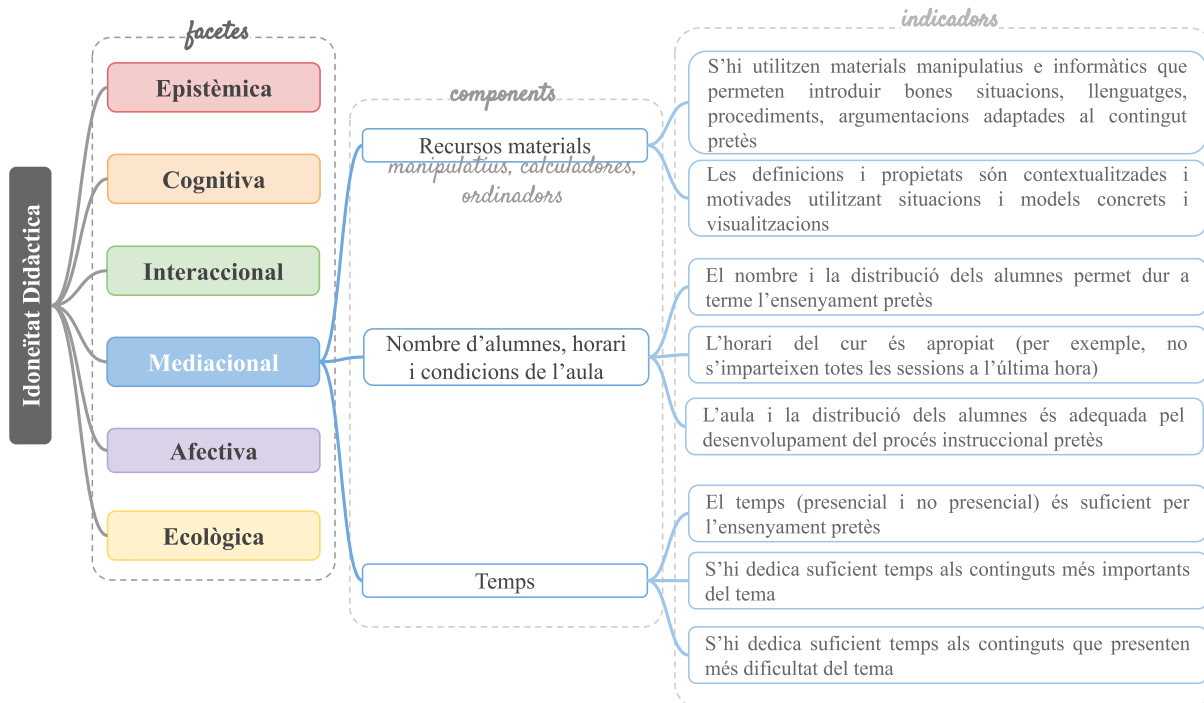 Idoneïtat Didàctica
facetes
Epistèmica
Cognitiva
Interaccional
Mediacional
Afectiva
Ecològica
components
Recursos materials
manipulatius, calculadores,
ordinadors
Nombre d’alumnes, horari
i condicions de l’aula
Temps
indicadors
S’hi utilitzen materials manipulatius e informàtics que
permeten introduir bones situacions, llenguatges,
procediments, argumentacions adaptades al contingut
pretès
Les definicions i propietats són contextualitzades i
motivades utilitzant situacions i models concrets i
visualitzacions
El nombre i la distribució dels alumnes permet dur a
terme l’ensenyament pretès
L’horari del cur és apropiat (per exemple, no
s’imparteixen totes les sessions a l’última hora)
L’aula i la distribució dels alumnes és adequada pel
desenvolupament del procés instruccional pretès
El temps (presencial i no presencial) és suficient per
l’ensenyament pretès
S’hi dedica suficient temps als continguts més importants
del tema
S’hi dedica suficient temps als continguts que presenten
més dificultat del tema